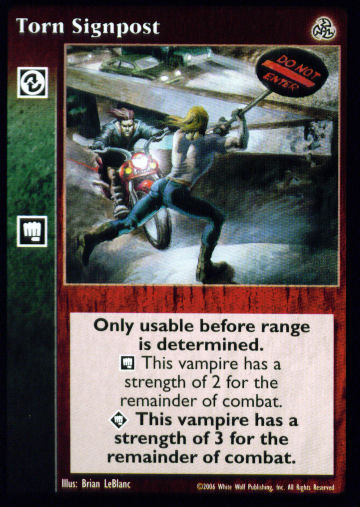 Torn Signpost
DO NOT
ENTER
Only usable before range
is determined.
This vampire has a
strength of 2 for the
remainder of combat.
This vampire has a
strength of 3 for the
remainder of combat.
Illus: Brian LeBlanc
©2006 White Wolf Publishing, Inc. All Rights Reserved